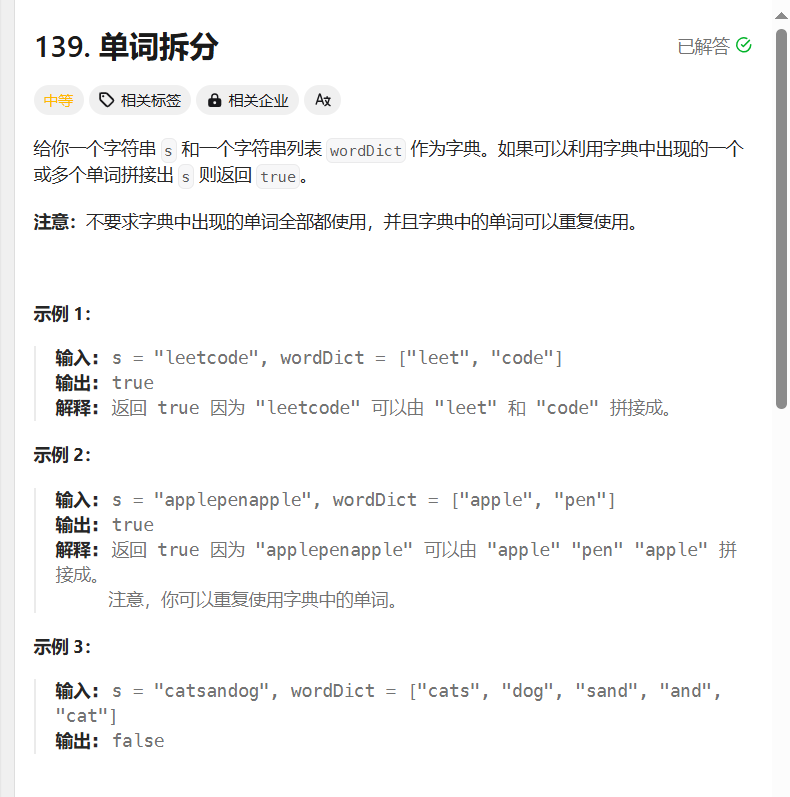 139. 单词拆分
已解答
中等 相关标签 相关企业 Aあ
给你一个字符串 s 和一个字符串列表 wordDict 作为字典。如果可以利用字典中出现的一个
或多个单词拼接出 s 则返回 true。
注意：不要求字典中出现的单词全部都使用，并且字典中的单词可以重复使用。
示例 1：
输入: s = "leetcode", wordDict = ["leet", "code"]
输出: true
解释: 返回 true 因为 "leetcode" 可以由 "leet" 和 "code" 拼接成。
示例 2：
输入: s = "applepenapple", wordDict = ["apple", "pen"]
输出: true
解释: 返回 true 因为 "applepenapple" 可以由 "apple" "pen" "apple" 拼
接成。
注意，你可以重复使用字典中的单词。
示例 3：
输入: s = "catsandog", wordDict = ["cats", "dog", "sand", "and",
"cat"]
输出: false